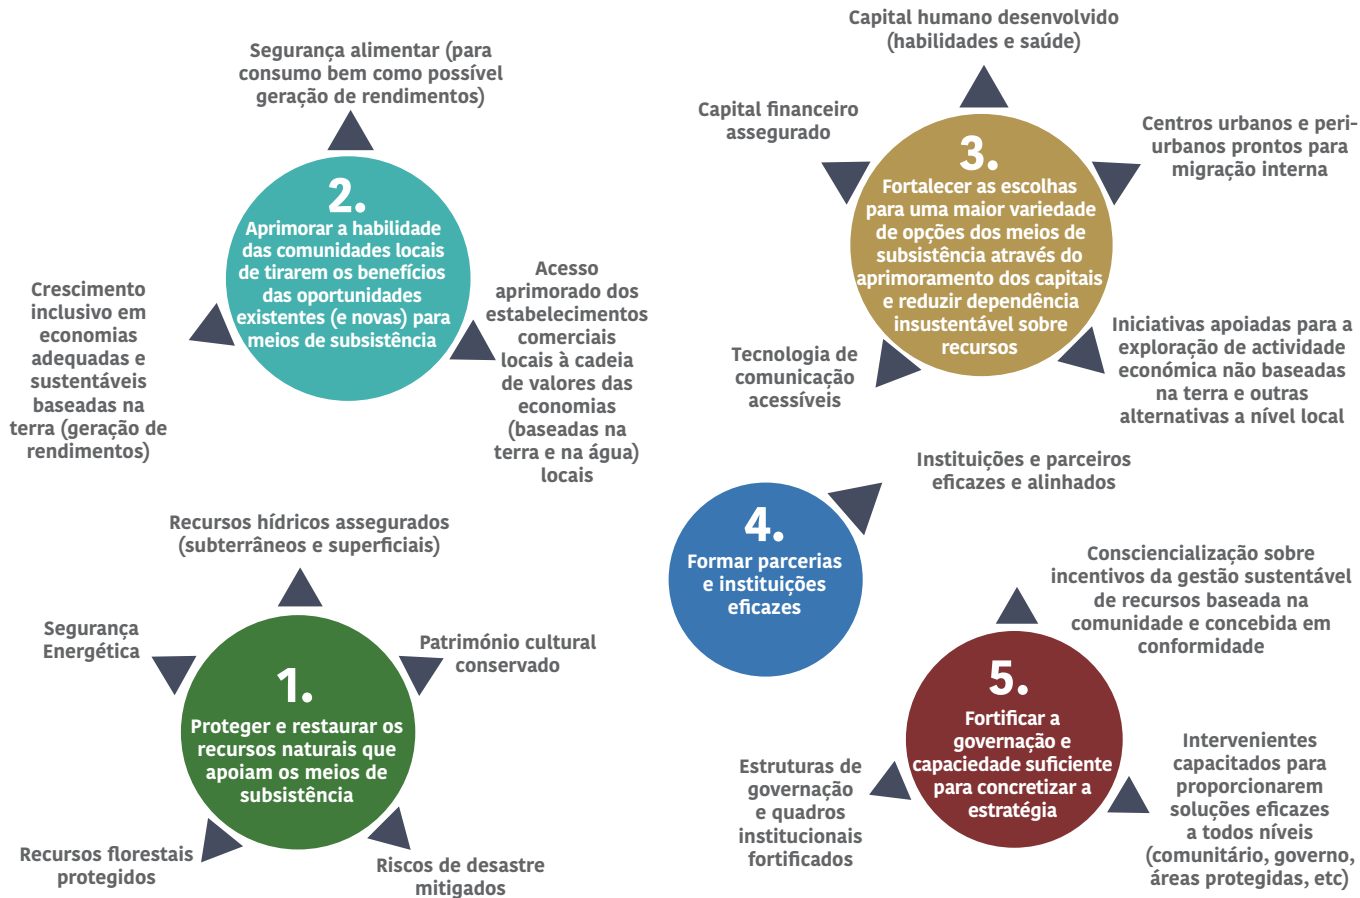 Segurança alimentar (para
consumo bem como possível
geração de rendimentos)
2.
Aprimorar a habilidade
das comunidades locais
de tirarem os benefícios
das oportunidades
existentes (e novas) para
meios de subsistência
Crescimento
inclusivo em
economias
adequadas e
sustentáveis
baseadas na
terra (geração de
rendimentos)
Acesso
aprimorado dos
estabelecimentos
comerciais
locais à cadeia
de valores das
economias
(baseadas na
terra e na água)
locais
Capital humano desenvolvido
(habilidades e saúde)
Capital financeiro
assegurado
Centros urbanos e peri-
urbanos prontos para
migração interna
3.
Fortalecer as escolhas
para uma maior variedade
de opções dos meios de
subsistência através do
aprimoramento dos capitais
e reduzir dependência
insustentável sobre
recursos
Tecnologia de
comunicação
acessíveis
Iniciativas apoiadas para a
exploração de actividade
económica não baseadas
na terra e outras
alternativas a nível local
Recursos hídricos assegurados
(subterrâneos e superficiais)
Segurança
Energética
Património cultural
conservado
1.
Proteger e restaurar os
recursos naturais que
apoiam os meios de
subsistência
Recursos florestais
protegidos
Riscos de desastre
mitigados
Instituições e parceiros
eficazes e alinhados
4.
Formar parcerias
e instituições
eficazes
Consciencialização sobre
incentivos da gestão sustentável
de recursos baseada na
comunidade e concebida em
conformidade
5.
Fortificar a
governação e
capaciedade suficiente
para concretizar a
estratégia
Estruturas de
governação
e quadros
institucionais
fortificados
Intervenientes
capacitados para
proporcionarem
soluções eficazes
a todos níveis
(comunitário, governo,
áreas protegidas, etc)